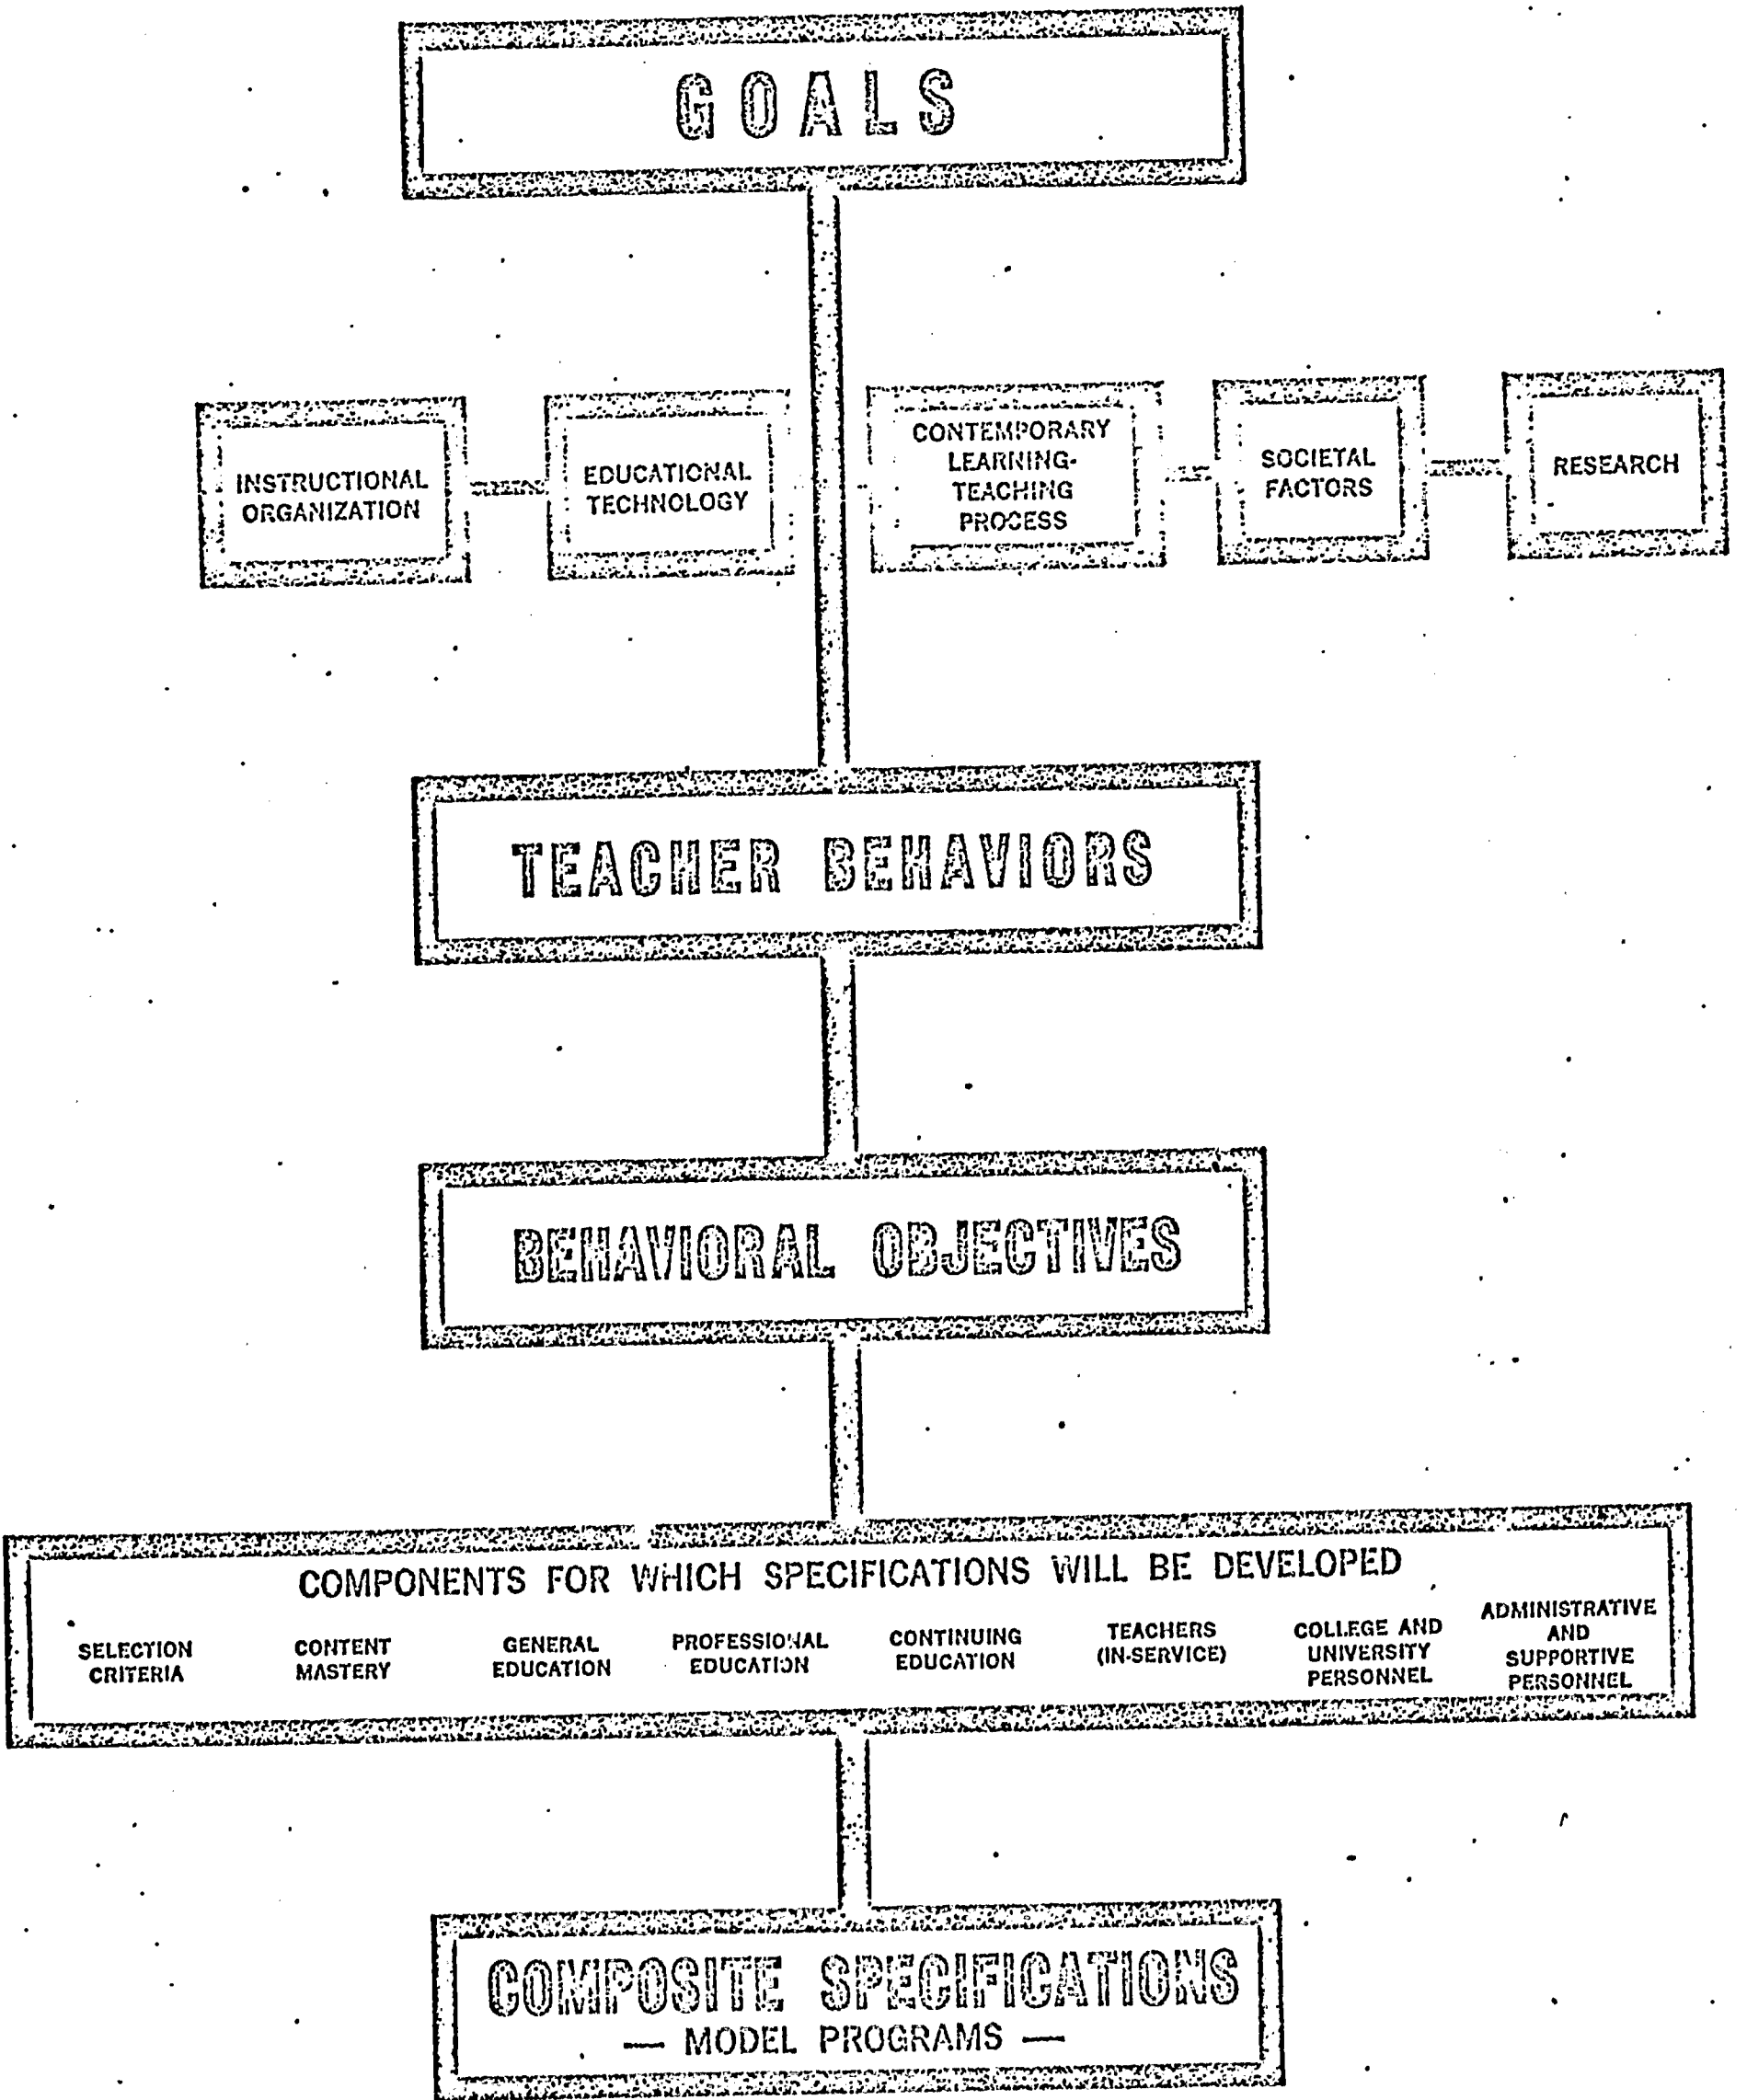 GOALS
INSTRUCTIONAL
ORGANIZATION
EDUCATIONAL
TECHNOLOGY
CONTEMPORARY
LEARNING-
TEACHING
PROCESS
SOCIETAL
FACTORS
RESEARCH
TEACHER BEHAVIORS
BEHAVIORAL OBJECTIVES
COMPONENTS FOR WHICH SPECIFICATIONS WILL BE DEVELOPED
SELECTION
CRITERIA
CONTENT
MASTERY
GENERAL
EDUCATION
PROFESSIONAL
EDUCATION
CONTINUING
EDUCATION
TEACHERS
(IN-SERVICE)
COLLEGE AND
UNIVERSITY
PERSONNEL
ADMINISTRATIVE
AND
SUPPORTIVE
PERSONNEL
COMPOSITE SPECIFICATIONS
— MODEL PROGRAMS —